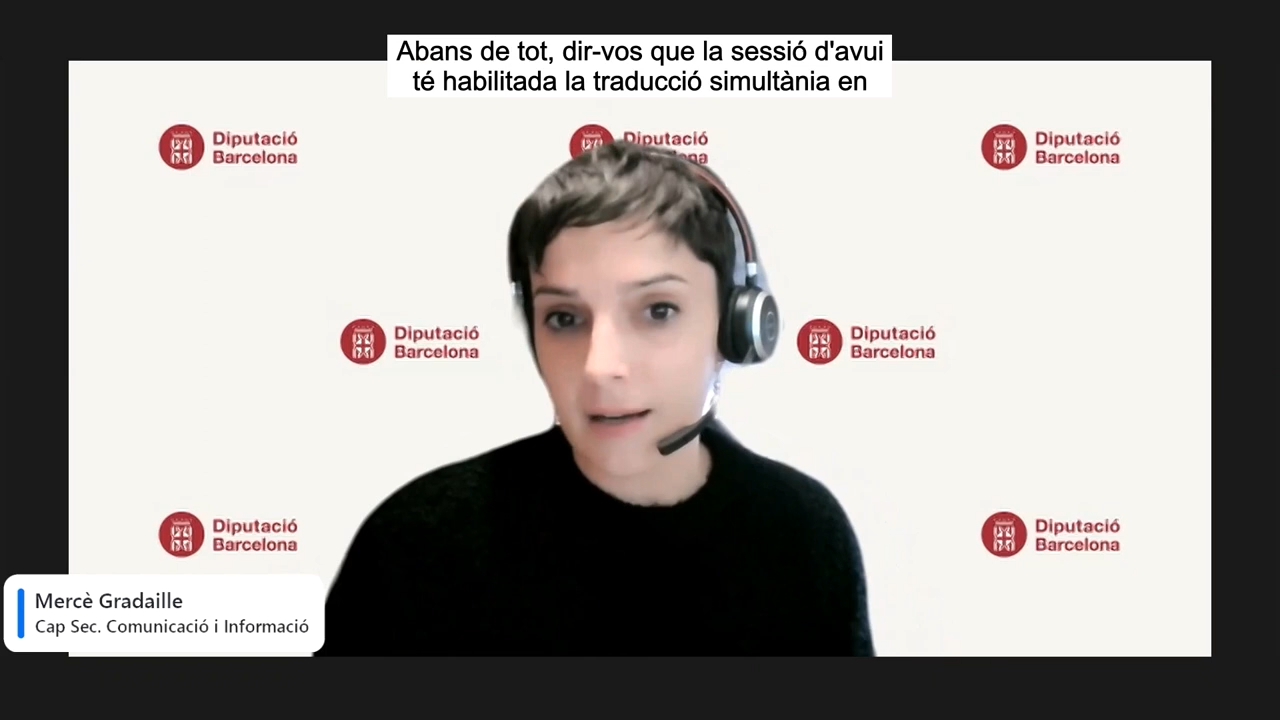 Abans de tot, dir-vos que la sessió d'avui
té habilitada la traducció simultània en
Diputació
Barcelona
Diputació
Barcelona
Diputació
Barcelona
Diputació
Barcelona
Diputació
Barcelona
Diputació
Barcelona
Mercè Gradaille
Cap Sec. Comunicació i Informació